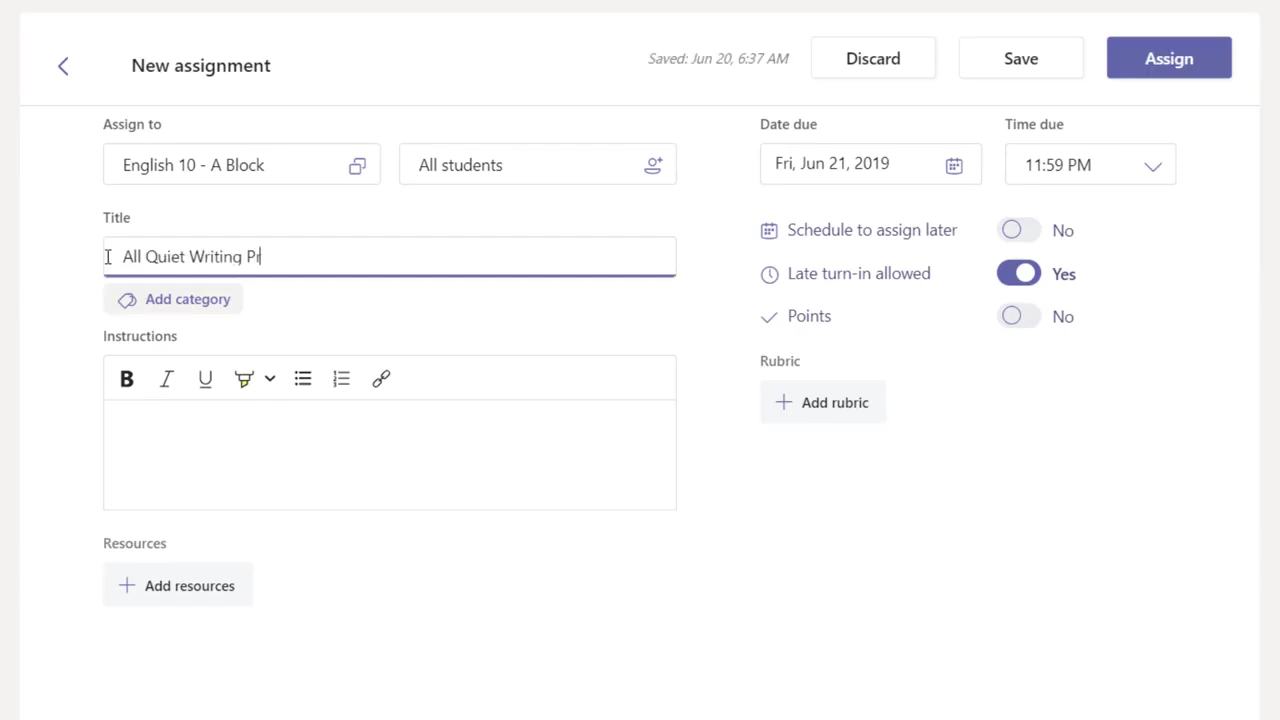 New assignment
Saved: Jun 20, 6:37 AM
Discard
Save
Assign
Assign to
English 10 - A Block
All students
Title
All Quiet Writing Pr
Add category
Instructions
B I U
Resources
Add resources
Date due
Time due
Fri, Jun 21, 2019
11:59 PM
Schedule to assign later
No
Late turn-in allowed
Yes
Points
No
Rubric
Add rubric